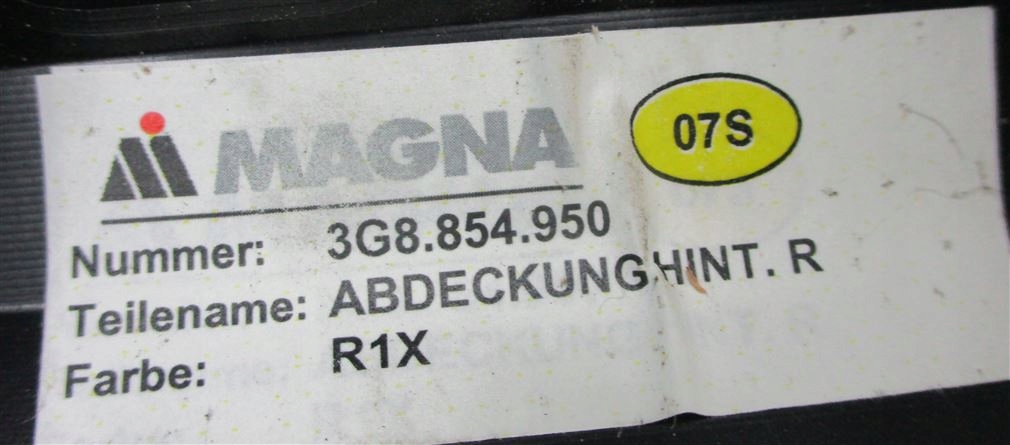 MAGNA
07S
Nummer: 3G8.854.950
Teilename: ABDECKUNG HINT. R
Farbe: R1X